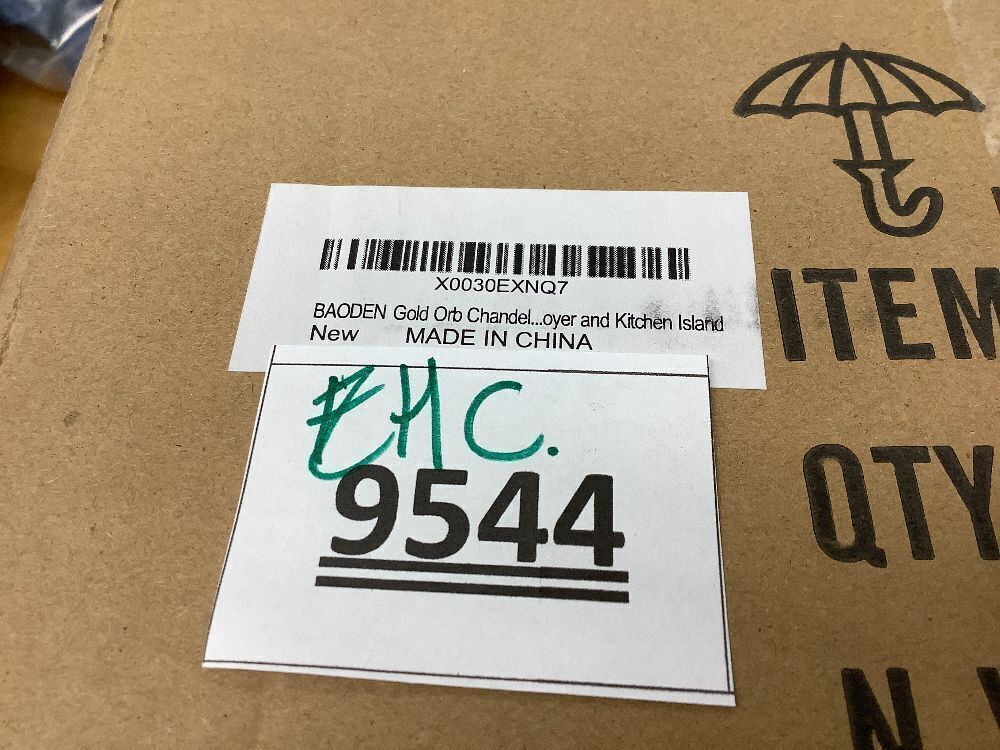 X0030EXNQ7
BAODEN Gold Orb Chandel...oyer and Kitchen Island
New MADE IN CHINA
EHC.
9544
ITEM
QTY
N.